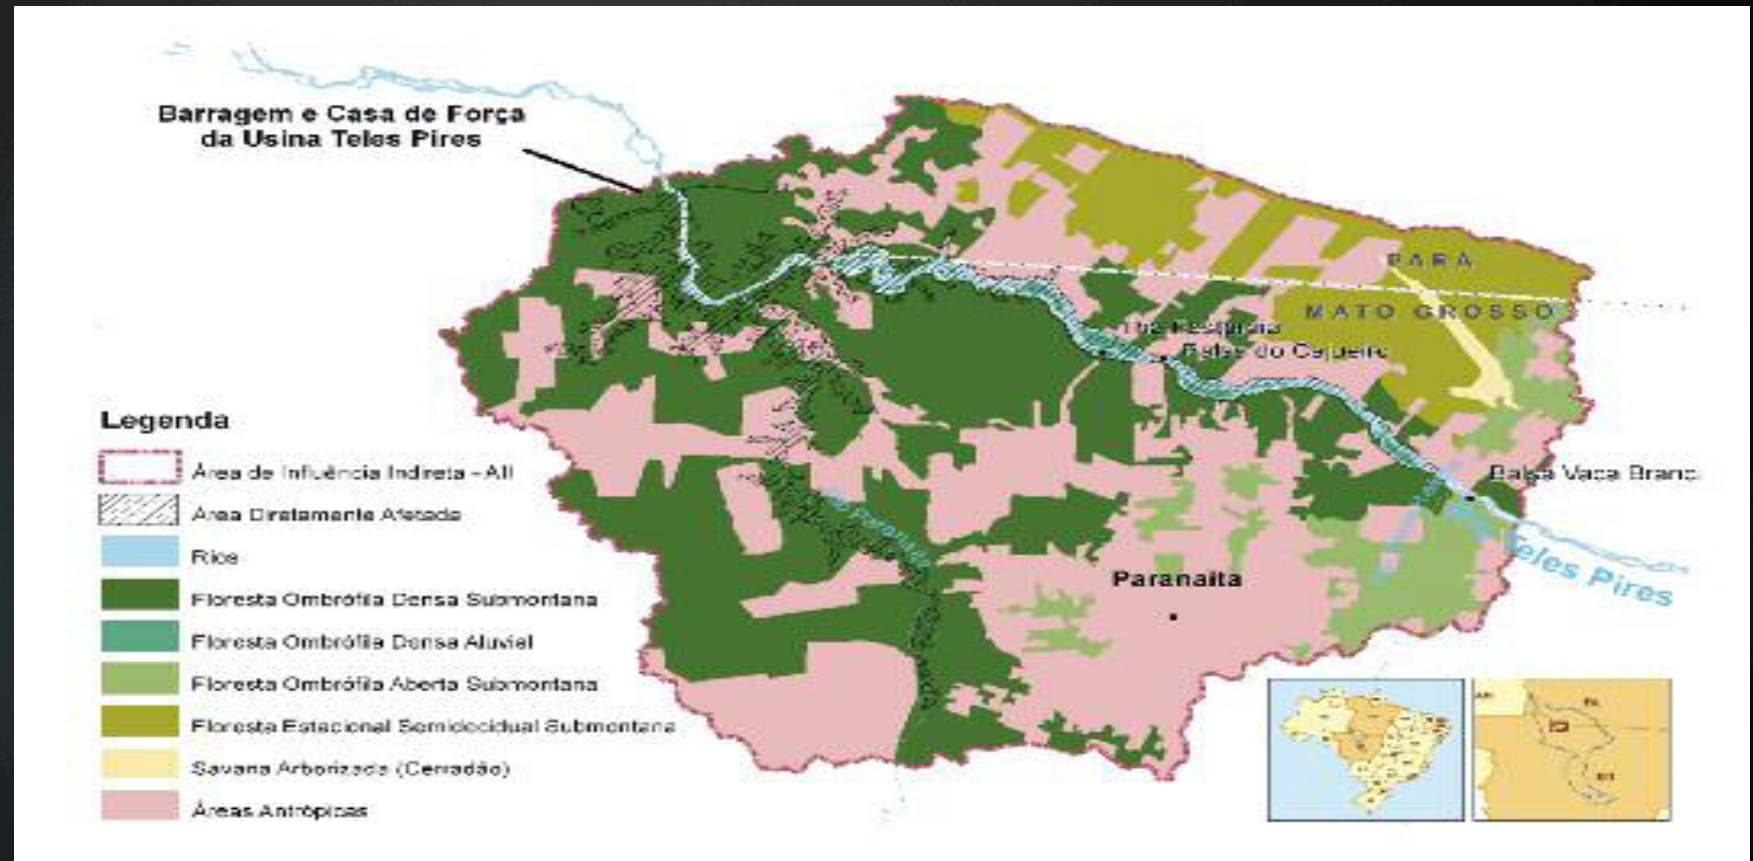 Barragem e Casa de Força
da Usina Teles Pires
PARÁ
MATO GROSSO
Balsa do Cajueiro
Balsa Vaca Branc
Teles Pires
Paranaíta
Legenda
Área de Influência Indireta - AII
Área Diretamente Afetada
Rios
Floresta Ombrófila Densa Submontana
Floresta Ombrófila Densa Aluvial
Floresta Ombrófila Aberta Submontana
Floresta Estacional Semidecidual Submontana
Savana Arborizada (Cerradão)
Áreas Antrópicas